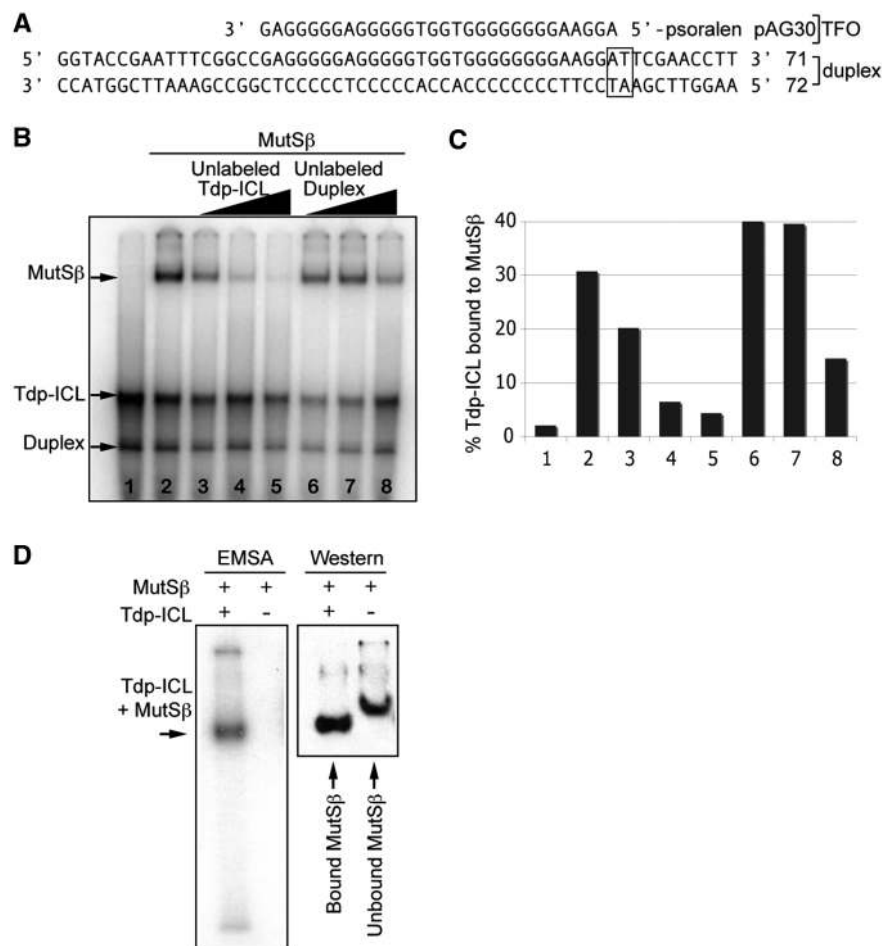 A
3' GAGGGGGAGGGGGTGGTGGGGGGGGAAGGA 5'-psoralen pAG30 TFO
5' GGTACCGAATTTCGGCCGAGGGGGAGGGGGTGGTGGGGGGGGAAGGATTCGAACCTT 3' 71
3' CCATGGCTTAAAGCCGGCTCCCCCTCCCCCACCACCCCCCCCTTCCTAAGCTTGGAA 5' 72
duplex
B
MutSβ
Unlabeled Tdp-ICL
Unlabeled Duplex
MutSβ
Tdp-ICL
Duplex
1 2 3 4 5 6 7 8
C
% Tdp-ICL bound to MutSβ
40
30
20
10
0
1 2 3 4 5 6 7 8
D
EMSA Western
MutSβ + + + +
Tdp-ICL + - + -
Tdp-ICL
+ MutSβ
Bound MutSβ
Unbound MutSβ